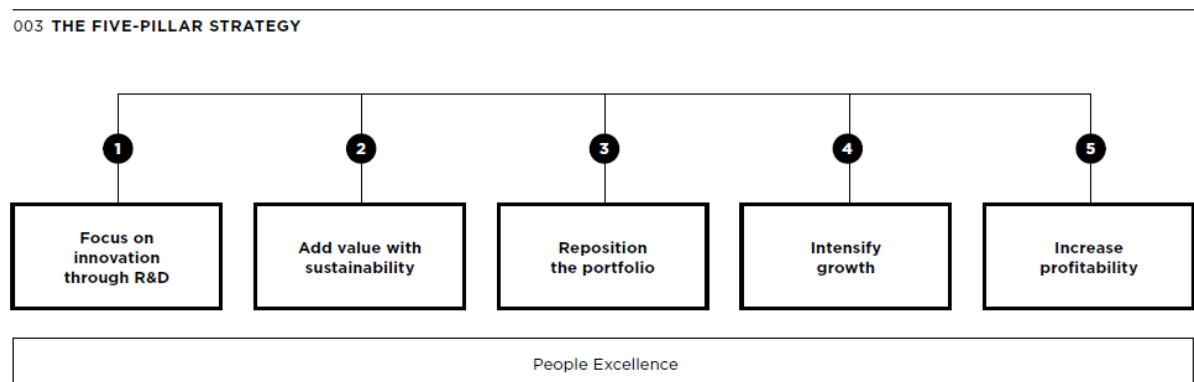 003 THE FIVE-PILLAR STRATEGY
1
2
3
4
5
Focus on
innovation
through R&D
Add value with
sustainability
Reposition
the portfolio
Intensify
growth
Increase
profitability
People Excellence